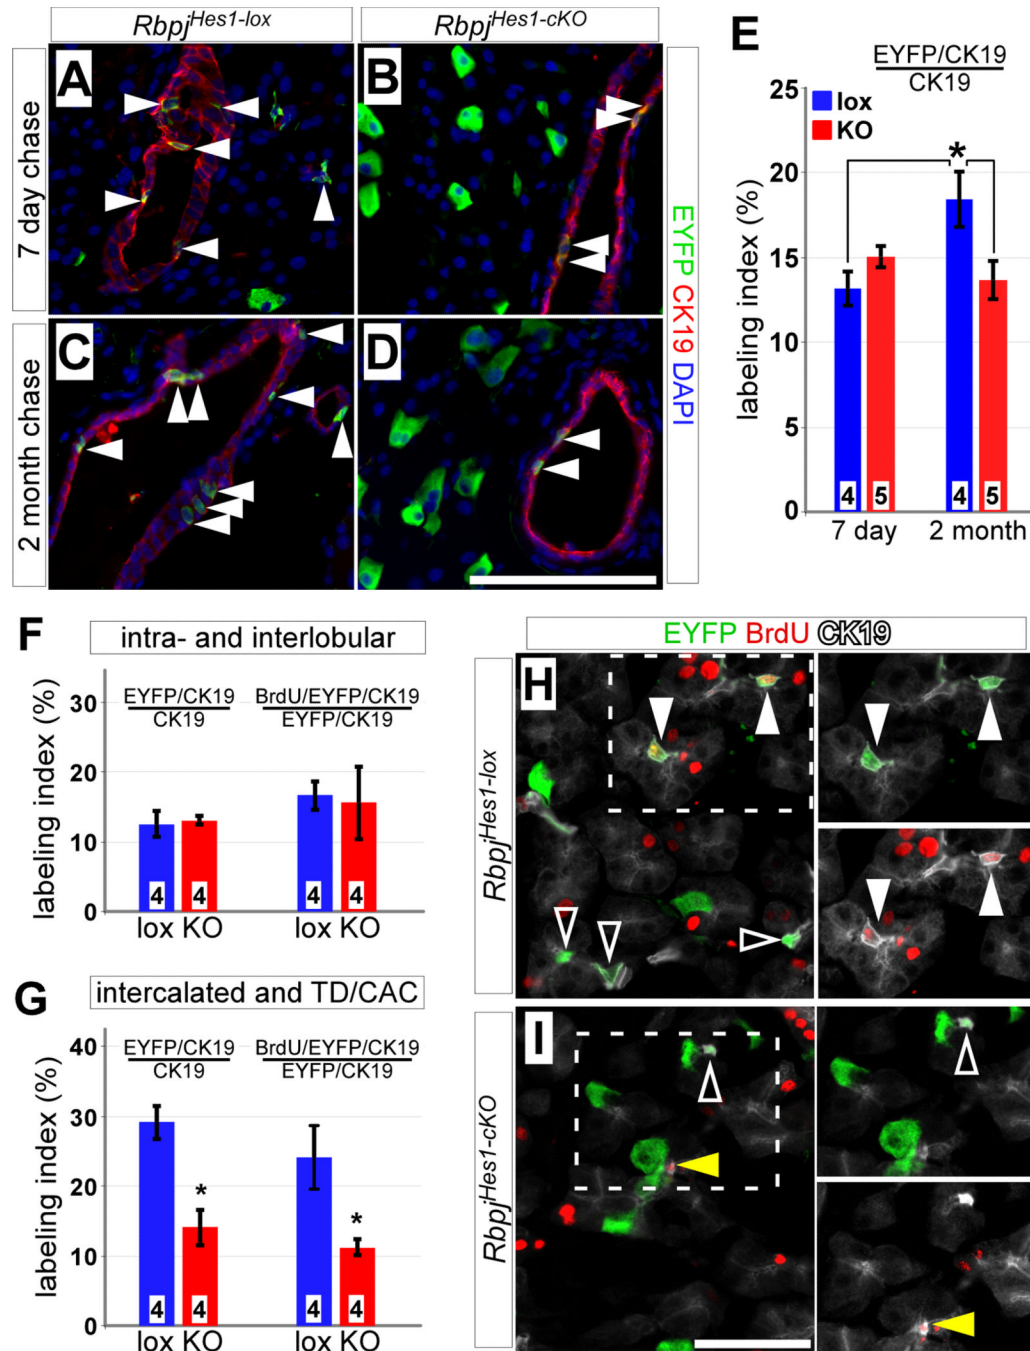 Rbpj^Hes1-lox
Rbpj^Hes1-cKO
7 day chase
A
B
2 month chase
C
D
EYFP CK19 DAPI
E
EYFP/CK19
CK19
lox
KO
labeling index (%)
25
20
15
10
5
0
*
4
5
4
5
7 day
2 month
F
intra- and interlobular
labeling index (%)
30
20
10
0
EYFP/CK19
CK19
BrdU/EYFP/CK19
EYFP/CK19
4
4
4
4
lox KO
lox KO
G
intercalated and TD/CAC
labeling index (%)
40
30
20
10
0
EYFP/CK19
CK19
BrdU/EYFP/CK19
EYFP/CK19
*
*
4
4
4
4
lox KO
lox KO
EYFP BrdU CK19
H
Rbpj^Hes1-lox
I
Rbpj^Hes1-cKO